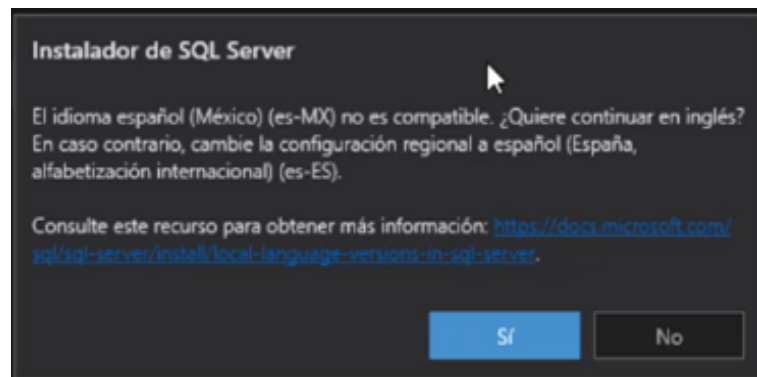 Instalador de SQL Server
El idioma español (México) (es-MX) no es compatible. ¿Quiere continuar en inglés?
En caso contrario, cambie la configuración regional a español (España,
alfabetización internacional) (es-ES).
Consulte este recurso para obtener más información: https://docs.microsoft.com/
sql/sql-server/install/local-language-versions-in-sql-server.
Sí No